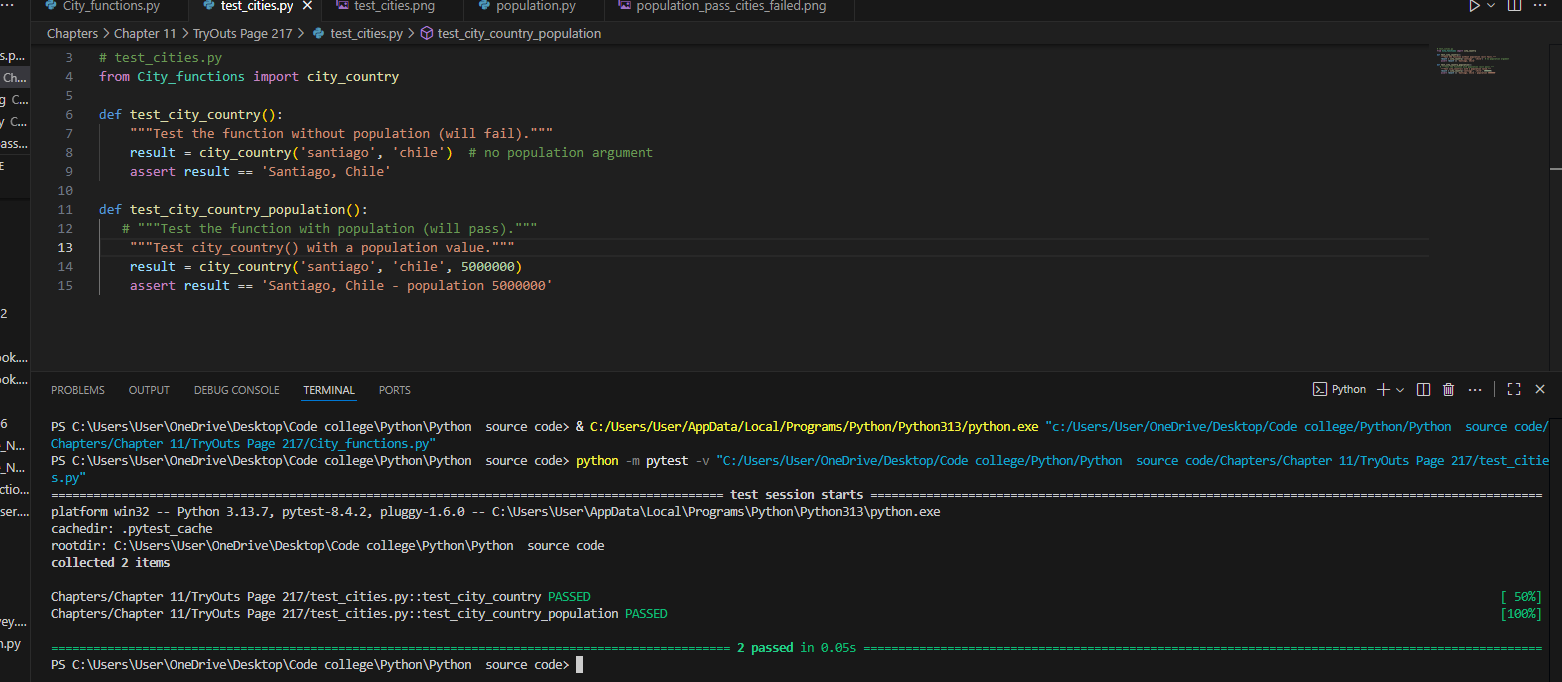 City_functions.py test_cities.py test_cities.png population.py population_pass_cities_failed.png
Chapters > Chapter 11 > TryOuts Page 217 > test_cities.py > test_city_country_population
3 # test_cities.py
4 from City_functions import city_country
5
6 def test_city_country():
7 """Test the function without population (will fail)."""
8 result = city_country('santiago', 'chile')  # no population argument
9 assert result == 'Santiago, Chile'
10
11 def test_city_country_population():
12 # """Test the function with population (will pass)."""
13 """Test city_country() with a population value."""
14 result = city_country('santiago', 'chile', 5000000)
15 assert result == 'Santiago, Chile - population 5000000'
s.p...
Ch...
g C...
y C...
ass...
E
2
ook....
ook....
6
_N...
_N...
ctio...
ser....
vey....
n.py
PROBLEMS OUTPUT DEBUG CONSOLE TERMINAL PORTS Python
PS C:\Users\User\OneDrive\Desktop\Code college\Python\Python  source code> & C:/Users/User/AppData/Local/Programs/Python/Python313/python.exe "c:/Users/User/OneDrive/Desktop/Code college/Python/Python  source code/
Chapters/Chapter 11/TryOuts Page 217/City_functions.py"
PS C:\Users\User\OneDrive\Desktop\Code college\Python\Python  source code> python -m pytest -v "C:/Users/User/OneDrive/Desktop/Code college/Python/Python  source code/Chapters/Chapter 11/TryOuts Page 217/test_citie
s.py"
test session starts
platform win32 -- Python 3.13.7, pytest-8.4.2, pluggy-1.6.0 -- C:\Users\User\AppData\Local\Programs\Python\Python313\python.exe
cachedir: .pytest_cache
rootdir: C:\Users\User\OneDrive\Desktop\Code college\Python\Python  source code
collected 2 items
Chapters/Chapter 11/TryOuts Page 217/test_cities.py::test_city_country PASSED [ 50%]
Chapters/Chapter 11/TryOuts Page 217/test_cities.py::test_city_country_population PASSED [100%]
2 passed in 0.05s
PS C:\Users\User\OneDrive\Desktop\Code college\Python\Python  source code>